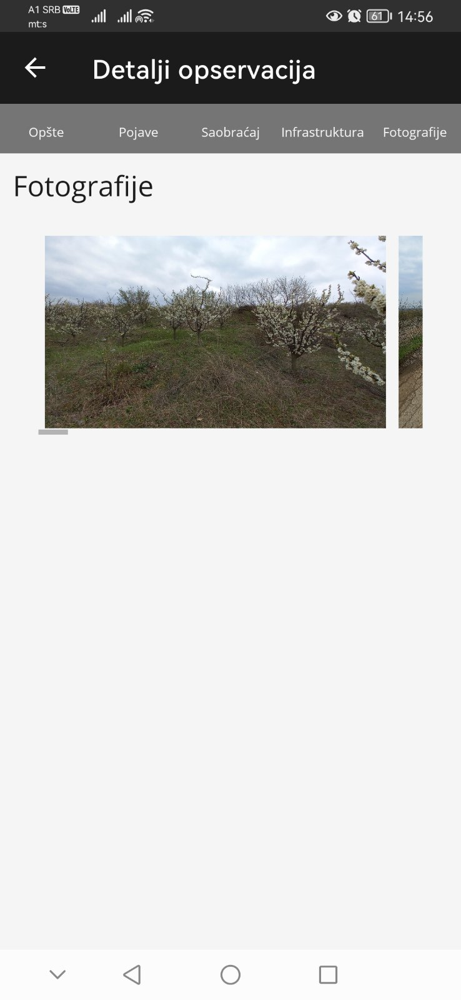 A1 SRB VoLTE
mt:s
61 14:56
Detalji opservacija
Opšte Pojave Saobraćaj Infrastruktura Fotografije
Fotografije